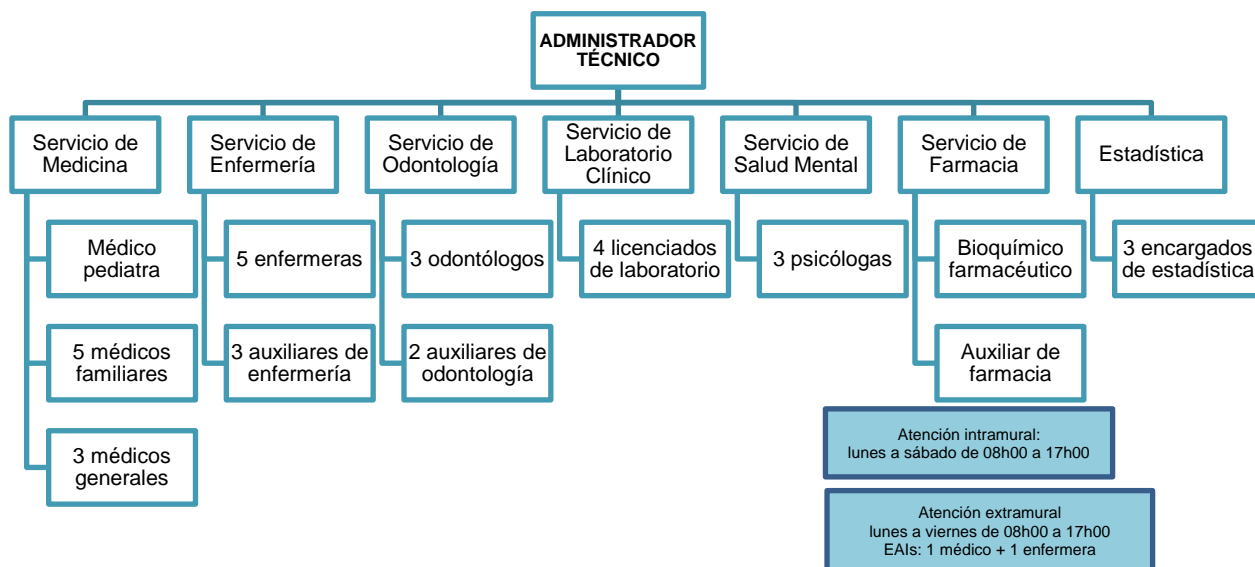 ADMINISTRADOR
TÉCNICO
Servicio de
Medicina
Servicio de
Enfermería
Servicio de
Odontología
Servicio de
Laboratorio
Clínico
Servicio de
Salud Mental
Servicio de
Farmacia
Estadística
Médico
pediatra
5 enfermeras
3 odontólogos
4 licenciados
de laboratorio
3 psicólogas
Bioquímico
farmacéutico
3 encargados
de estadística
5 médicos
familiares
3 auxiliares de
enfermería
2 auxiliares de
odontología
Auxiliar de
farmacia
3 médicos
generales
Atención intramural:
lunes a sábado de 08h00 a 17h00
Atención extramural
lunes a viernes de 08h00 a 17h00
EAIs: 1 médico + 1 enfermera